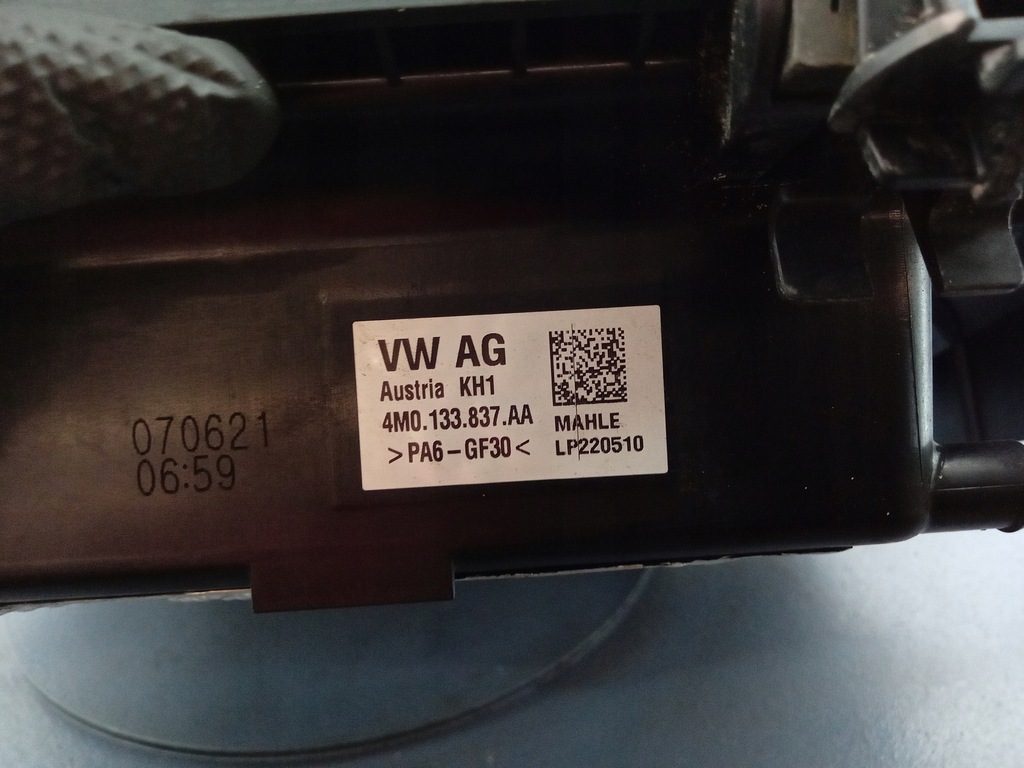 VW AG
Austria KH1
4M0.133.837.AA
>PA6-GF30<
MAHLE
LP220510
070621
06:59